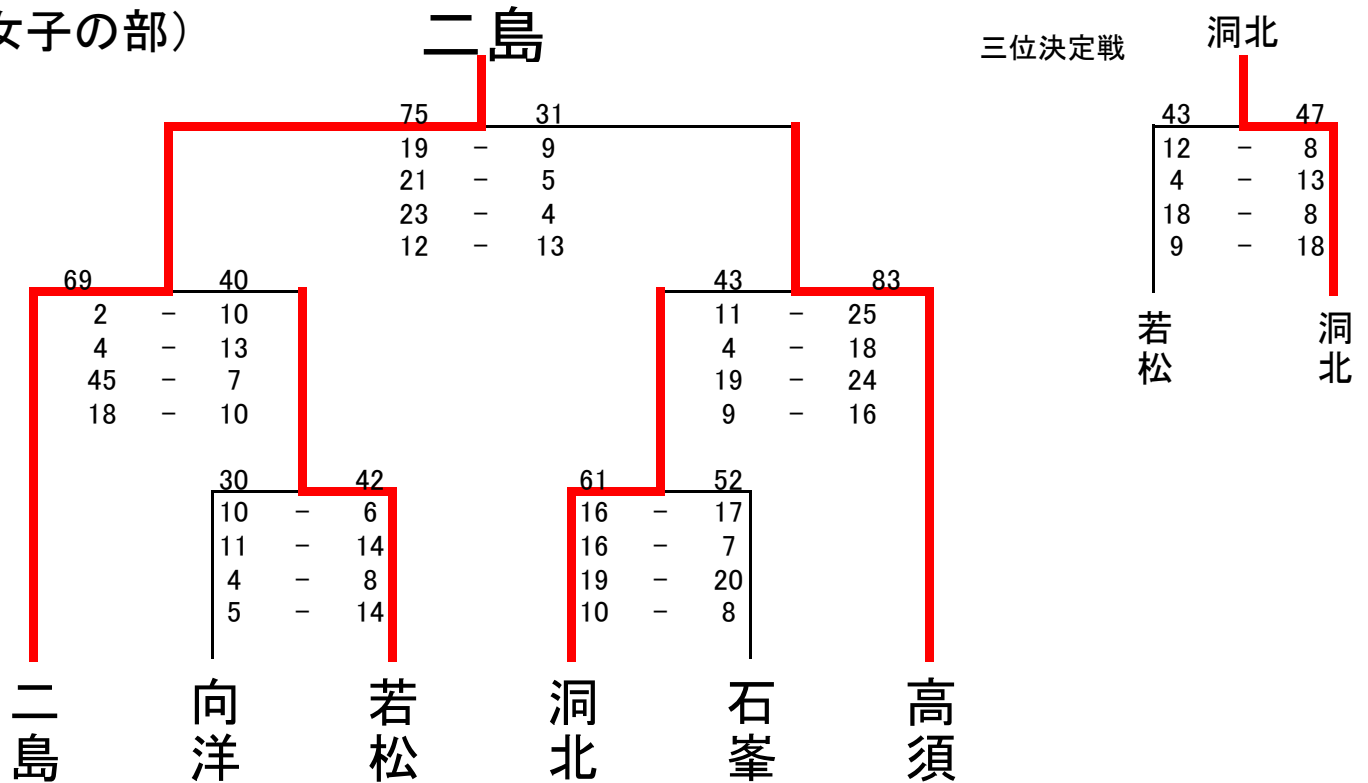 女子の部）
二島
三位決定戦
洞北
75 31
19 － 9
21 － 5
23 － 4
12 － 13
43 47
12 － 8
4 － 13
18 － 8
9 － 18
若松
洞北
69 40
2 － 10
4 － 13
45 － 7
18 － 10
43 83
11 － 25
4 － 18
19 － 24
9 － 16
30 42
10 － 6
11 － 14
4 － 8
5 － 14
61 52
16 － 17
16 － 7
19 － 20
10 － 8
二島
向洋
若松
洞北
石峯
高須